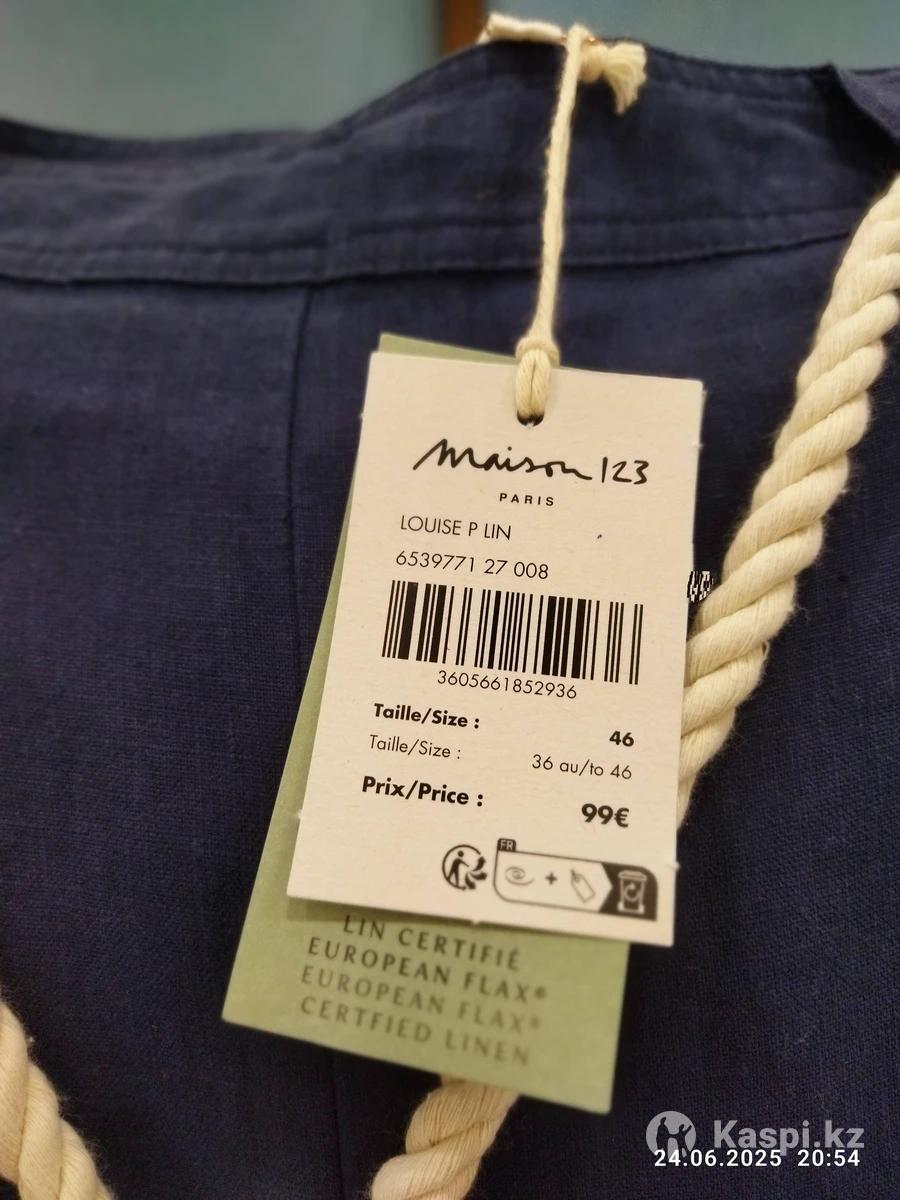 Maison 123
PARIS
LOUISE P LIN
6539771 27 008
3605661852936
Taille/Size : 46
Taille/Size : 36 au/to 46
Prix/Price : 99€
FR
LIN CERTIFIÉ
EUROPEAN FLAX®
EUROPEAN FLAX®
CERTFIED LINEN
Kaspi.kz
24.06.2025 20:54